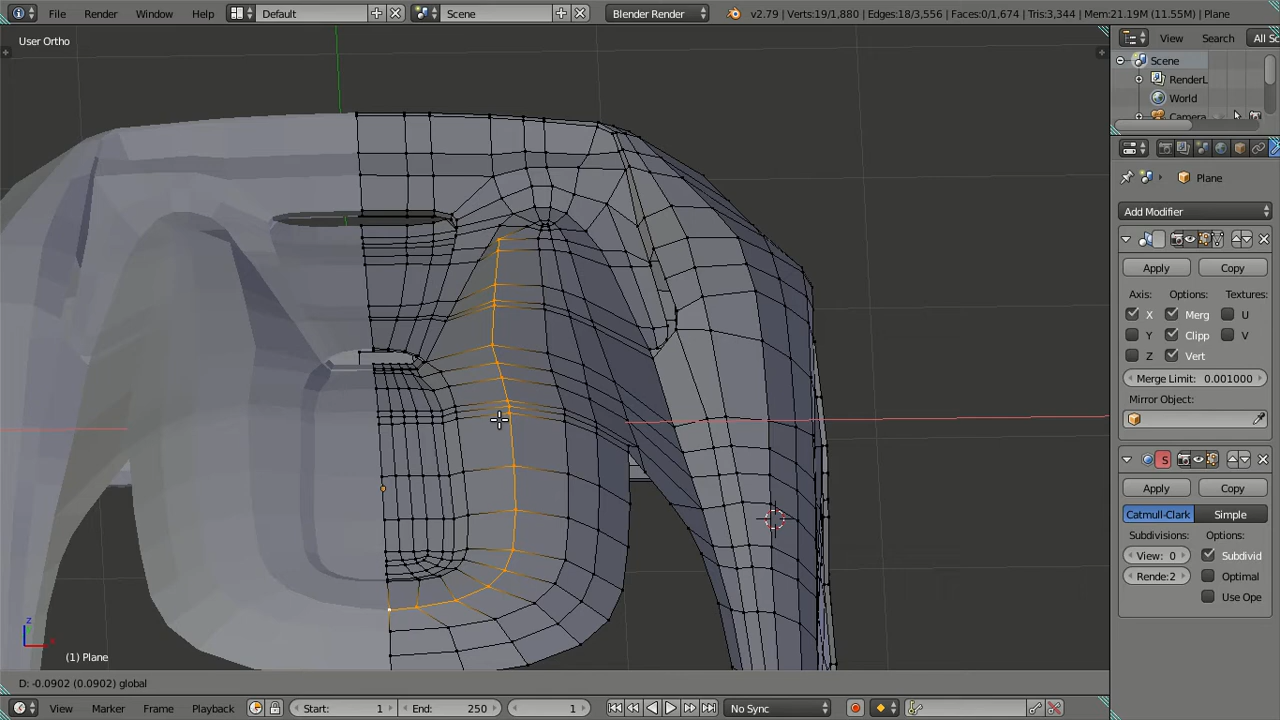 File Render Window Help Default Scene Blender Render v2.79 | Verts:19/1,880 | Edges:18/3,556 | Faces:0/1,674 | Tris:3,344 | Mem:21.19M (11.55M) | Plane
User Ortho
View Search All Sc
Scene
RenderL
World
Camera
Plane
Add Modifier
Apply Copy
Axis: Options: Textures:
X Merg U
Y Clipp V
Z Vert
Merge Limit: 0.001000
Mirror Object:
S
Apply Copy
Catmull-Clark Simple
Subdivisions: Options:
View: 0 Subdivid
Rende:2 Optimal
Use Ope
z
x
(1) Plane
D: -0.0902 (0.0902) global
View Marker Frame Playback Start: 1 End: 250 1 No Sync